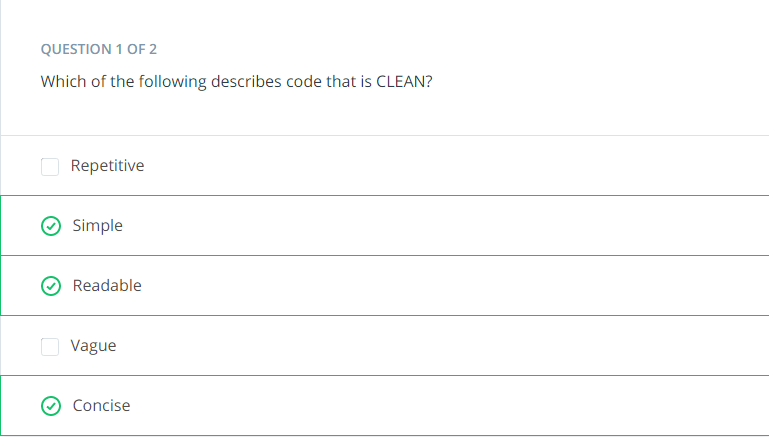 QUESTION 1 OF 2
Which of the following describes code that is CLEAN?
Repetitive
Simple
Readable
Vague
Concise